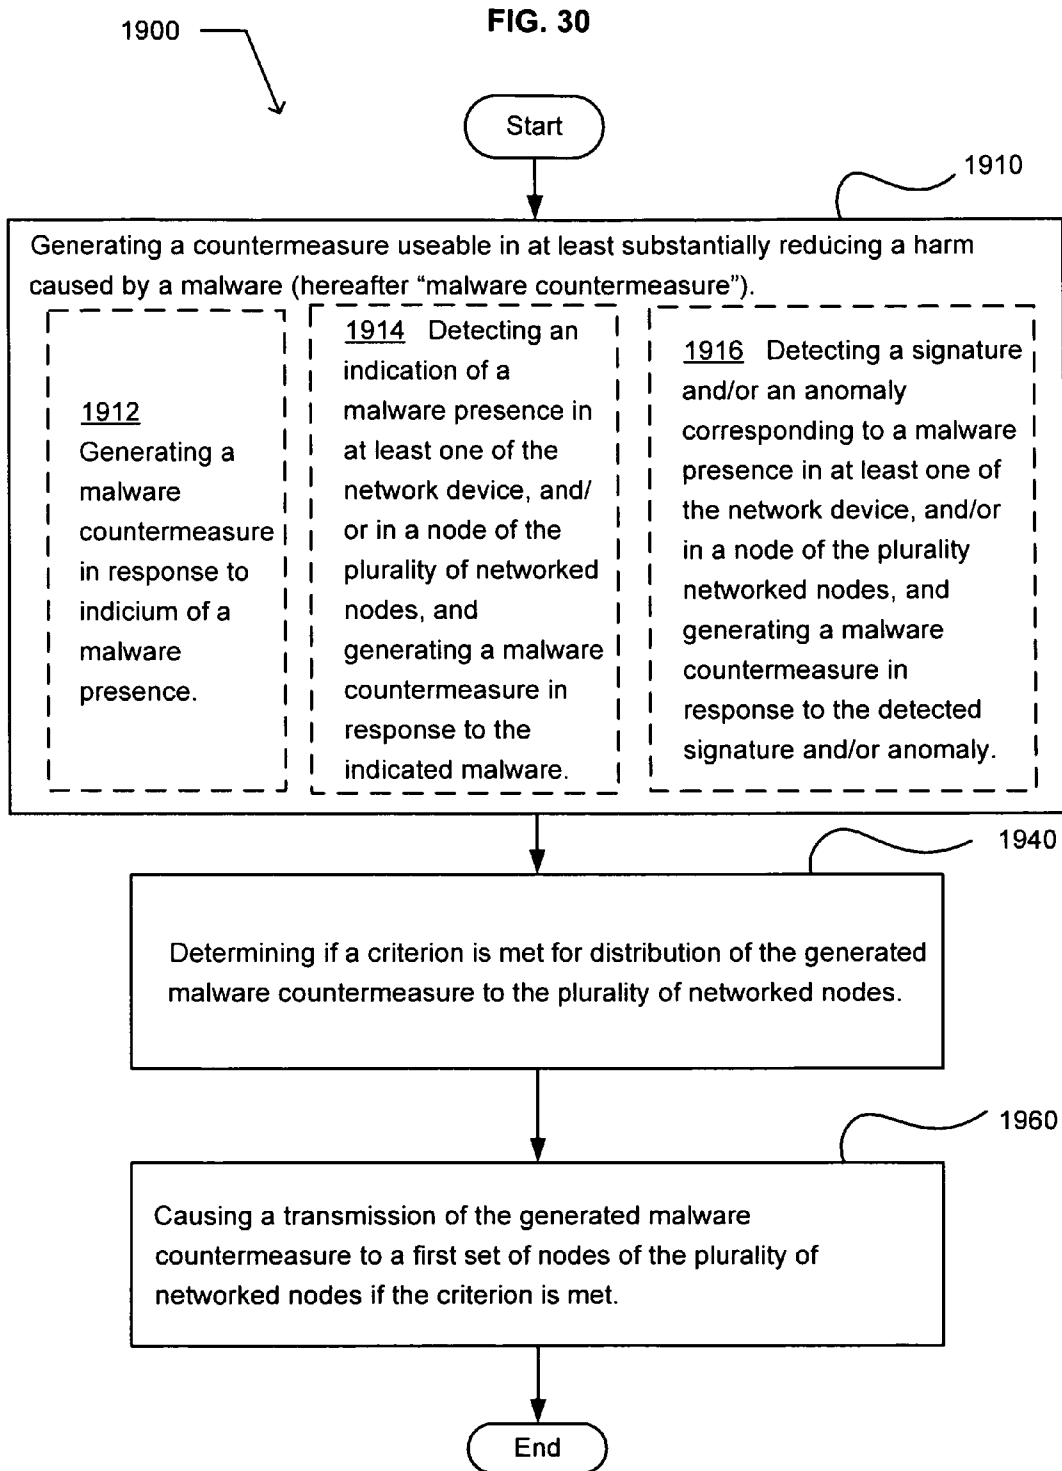 FIG. 30
1900
Start
1910
Generating a countermeasure useable in at least substantially reducing a harm
caused by a malware (hereafter “malware countermeasure”).
1912
Generating a
malware
countermeasure
in response to
indicium of a
malware
presence.
1914 Detecting an
indication of a
malware presence in
at least one of the
network device, and/
or in a node of the
plurality of networked
nodes, and
generating a malware
countermeasure in
response to the
indicated malware.
1916 Detecting a signature
and/or an anomaly
corresponding to a malware
presence in at least one of
the network device, and/or
in a node of the plurality
networked nodes, and
generating a malware
countermeasure in
response to the detected
signature and/or anomaly.
1940
Determining if a criterion is met for distribution of the generated
malware countermeasure to the plurality of networked nodes.
1960
Causing a transmission of the generated malware
countermeasure to a first set of nodes of the plurality of
networked nodes if the criterion is met.
End